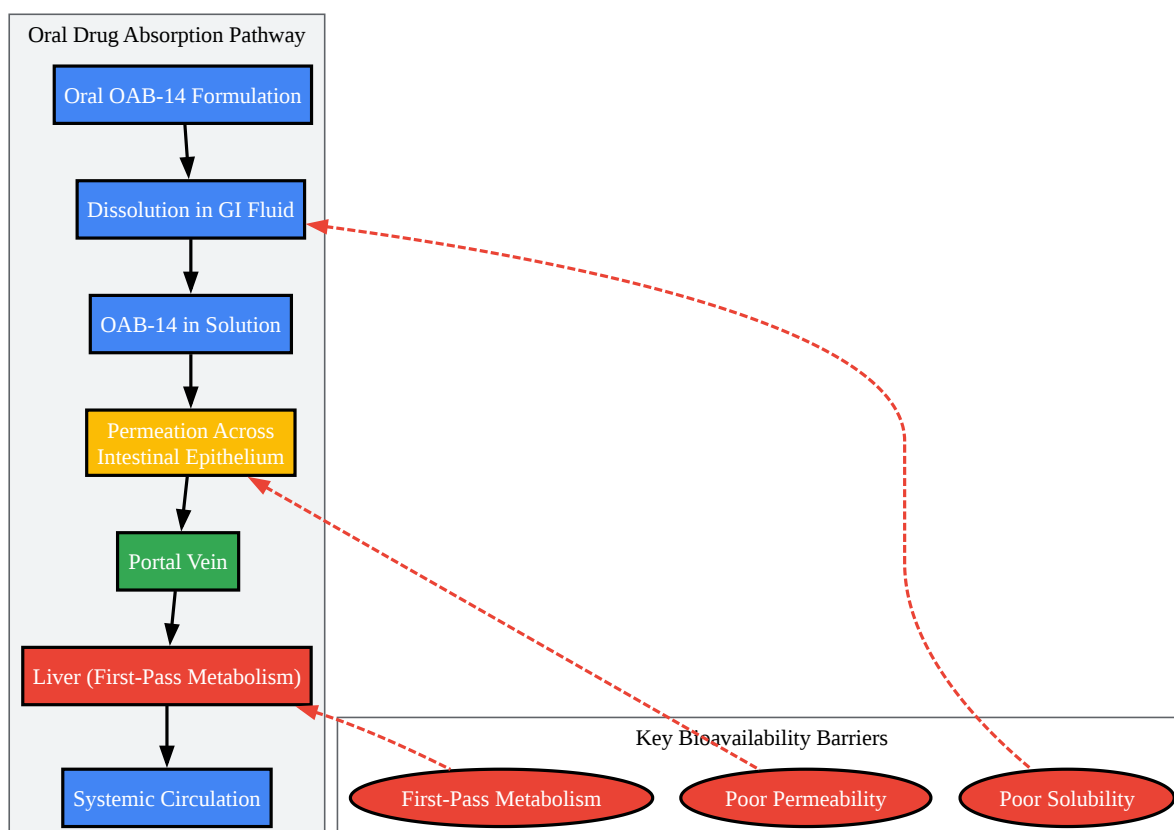 Oral Drug Absorption Pathway
Oral OAB-14 Formulation
Dissolution in GI Fluid
OAB-14 in Solution
Permeation Across
Intestinal Epithelium
Portal Vein
Liver (First-Pass Metabolism)
Systemic Circulation
Key Bioavailability Barriers
First-Pass Metabolism
Poor Permeability
Poor Solubility